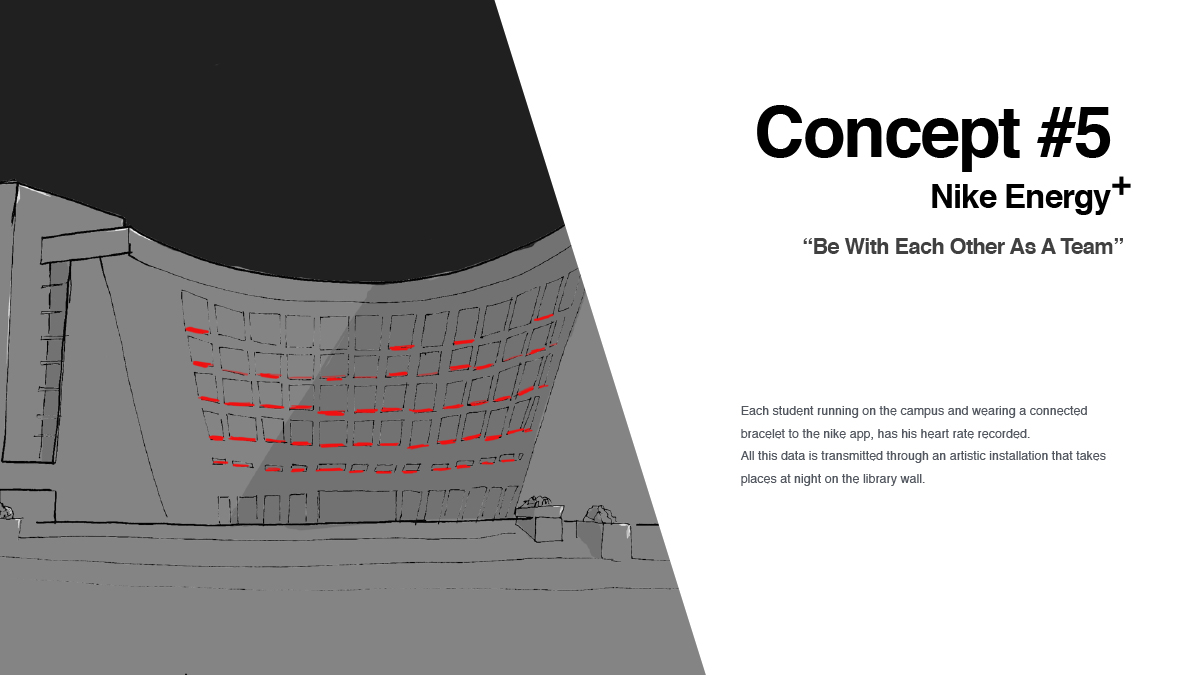 Concept #5
Nike Energy+
“Be With Each Other As A Team”
Each student running on the campus and wearing a connected
bracelet to the nike app, has his heart rate recorded.
All this data is transmitted through an artistic installation that takes
places at night on the library wall.